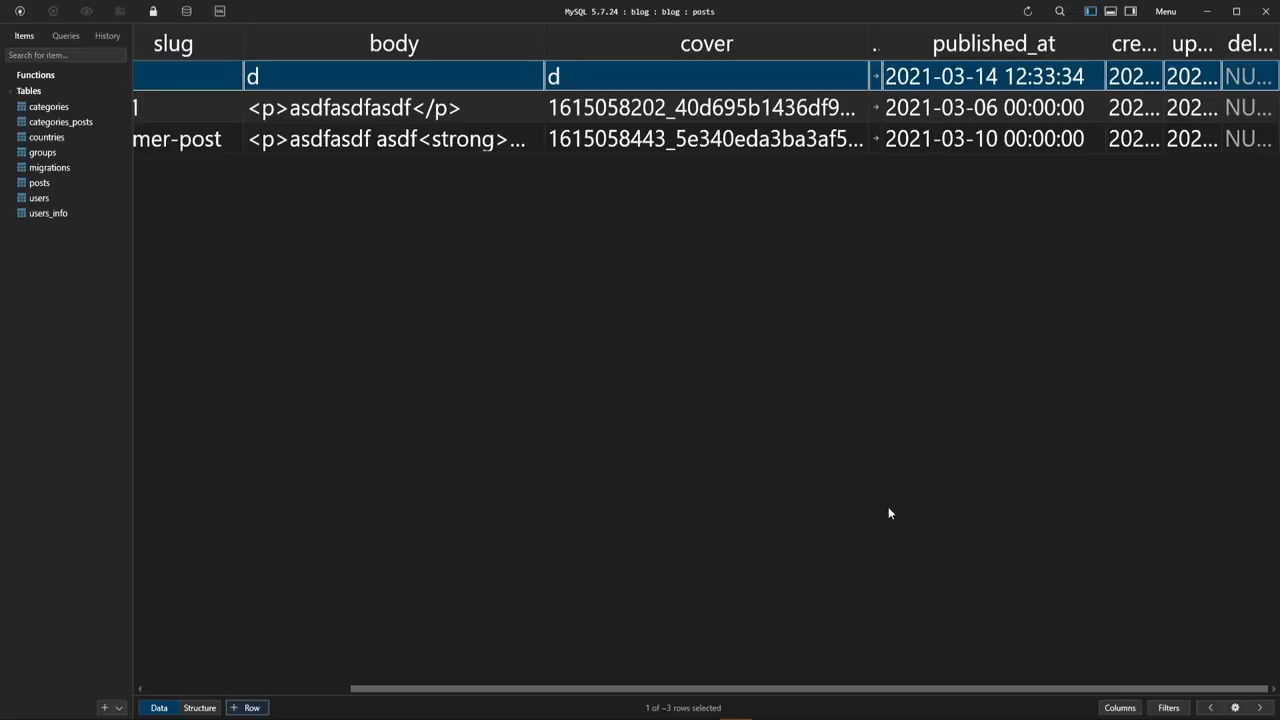 MySQL 5.7.24 : blog : blog : posts
Menu
Items Queries History
Search for item...
Functions
Tables
categories
categories_posts
countries
groups
migrations
posts
users
users_info
slug body cover .. published_at cre... up... del...
d d 2021-03-14 12:33:34 202... 202... NU...
1 <p>asdfasdfasdf</p> 1615058202_40d695b1436df9... 2021-03-06 00:00:00 202... 202... NU...
mer-post <p>asdfasdf asdf<strong>... 1615058443_5e340eda3ba3af5... 2021-03-10 00:00:00 202... 202... NU...
Data Structure + Row 1 of ~3 rows selected Columns Filters